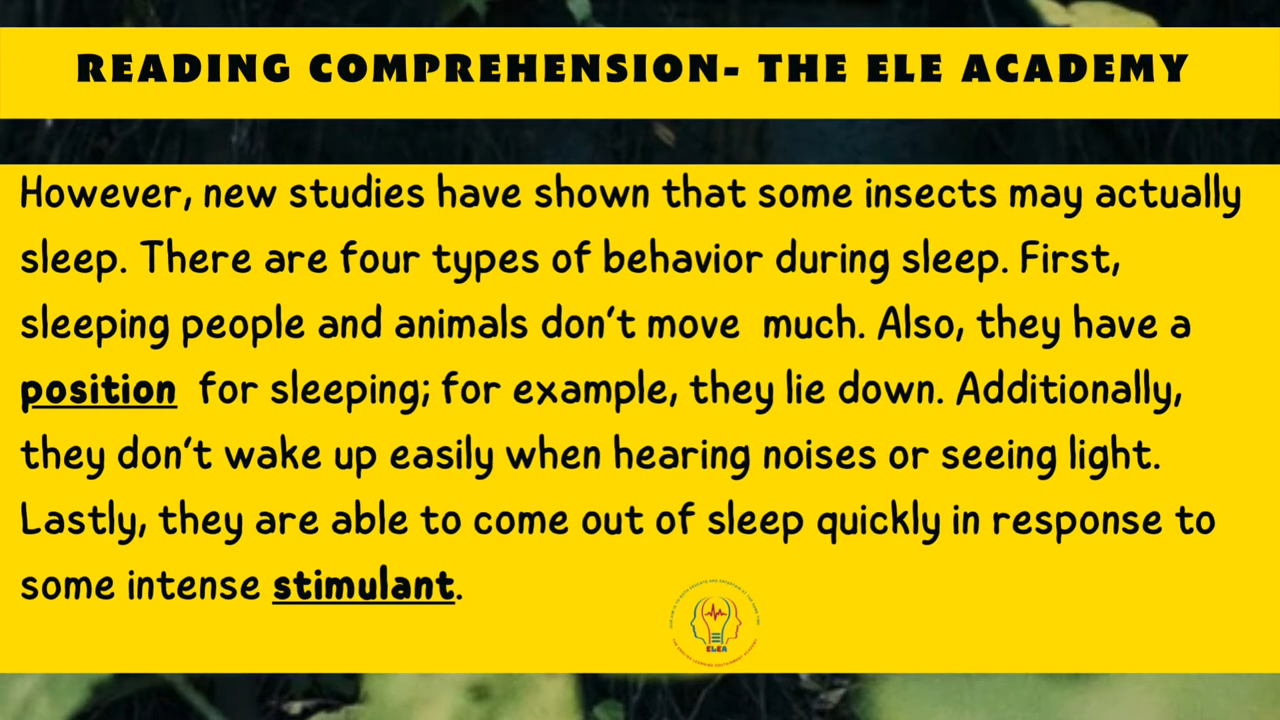 READING COMPREHENSION- THE ELE ACADEMY
However, new studies have shown that some insects may actually
sleep. There are four types of behavior during sleep. First,
sleeping people and animals don't move much. Also, they have a
position for sleeping; for example, they lie down. Additionally,
they don't wake up easily when hearing noises or seeing light.
Lastly, they are able to come out of sleep quickly in response to
some intense stimulant.
ELEA